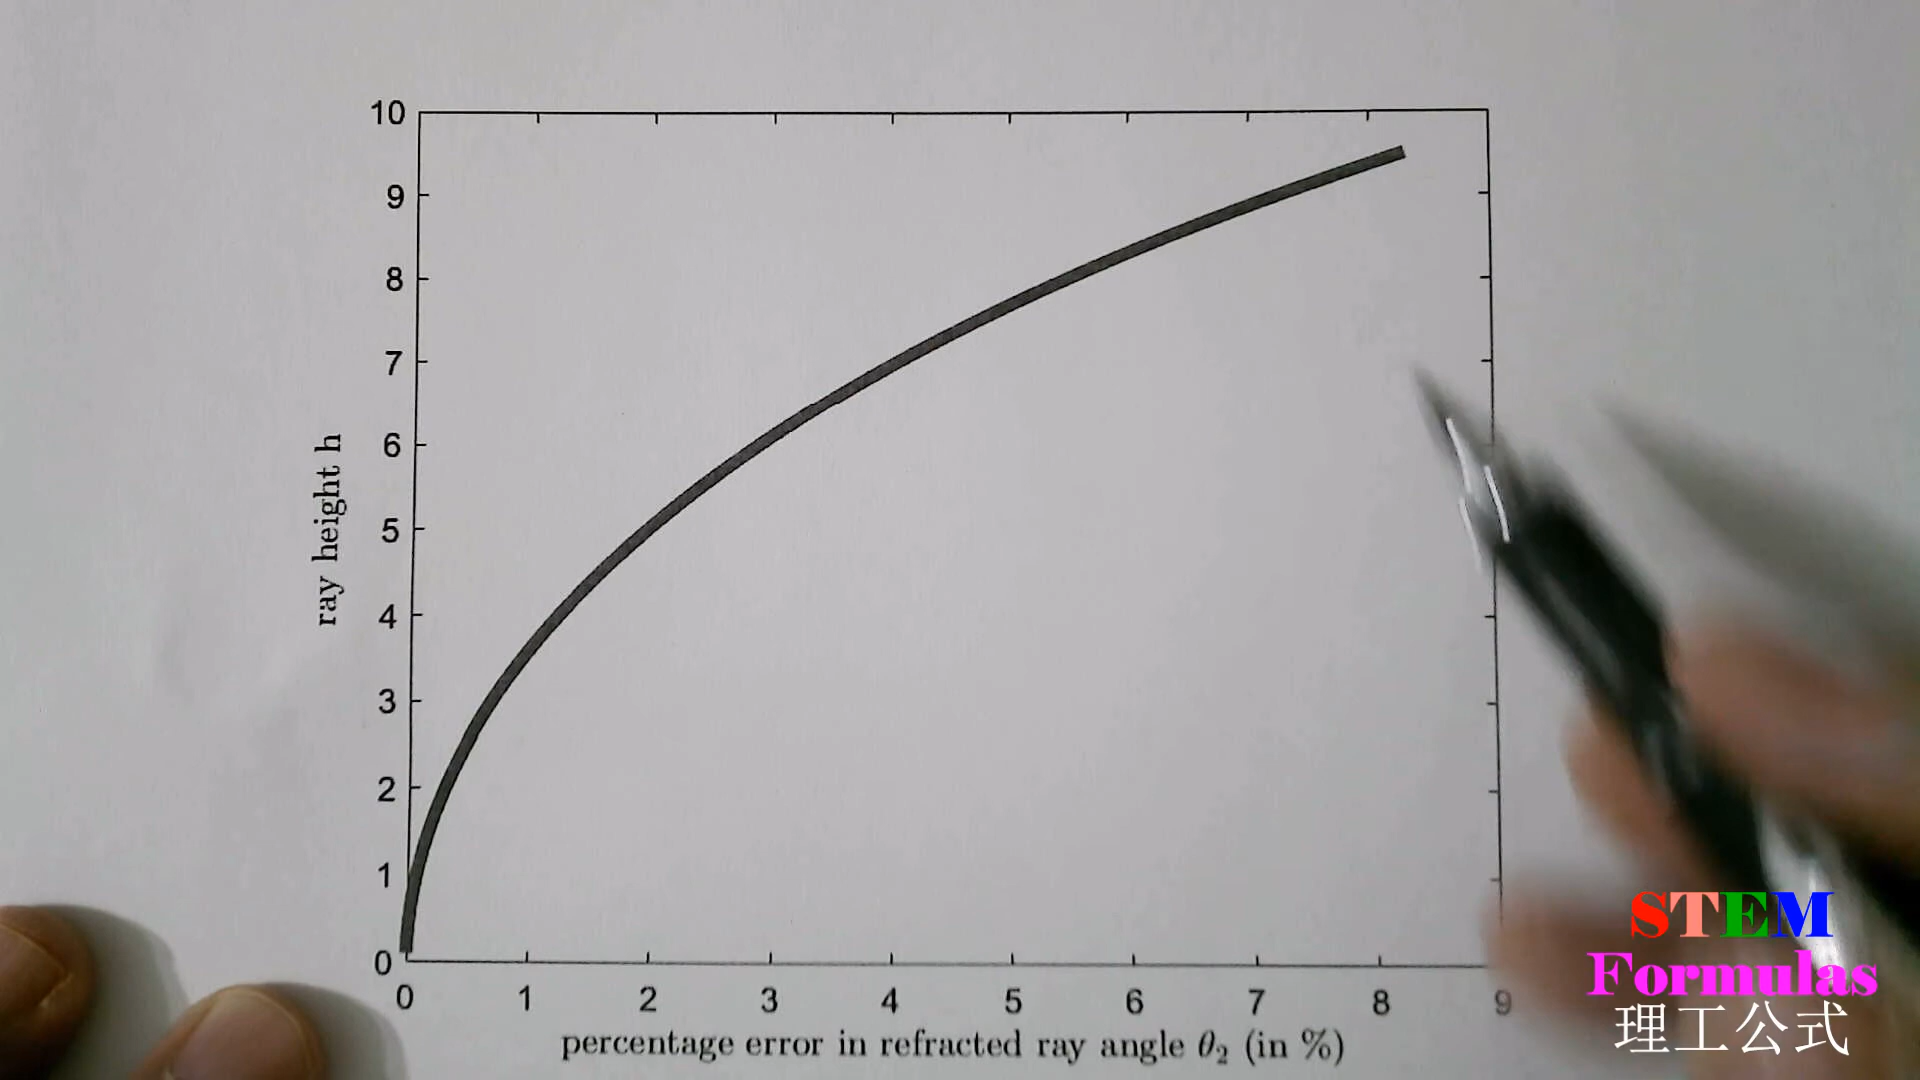 10
9
8
7
6
5
4
3
2
1
0
ray height h
0 1 2 3 4 5 6 7 8 9
percentage error in refracted ray angle θ₂ (in %)
STEM
Formulas
理工公式